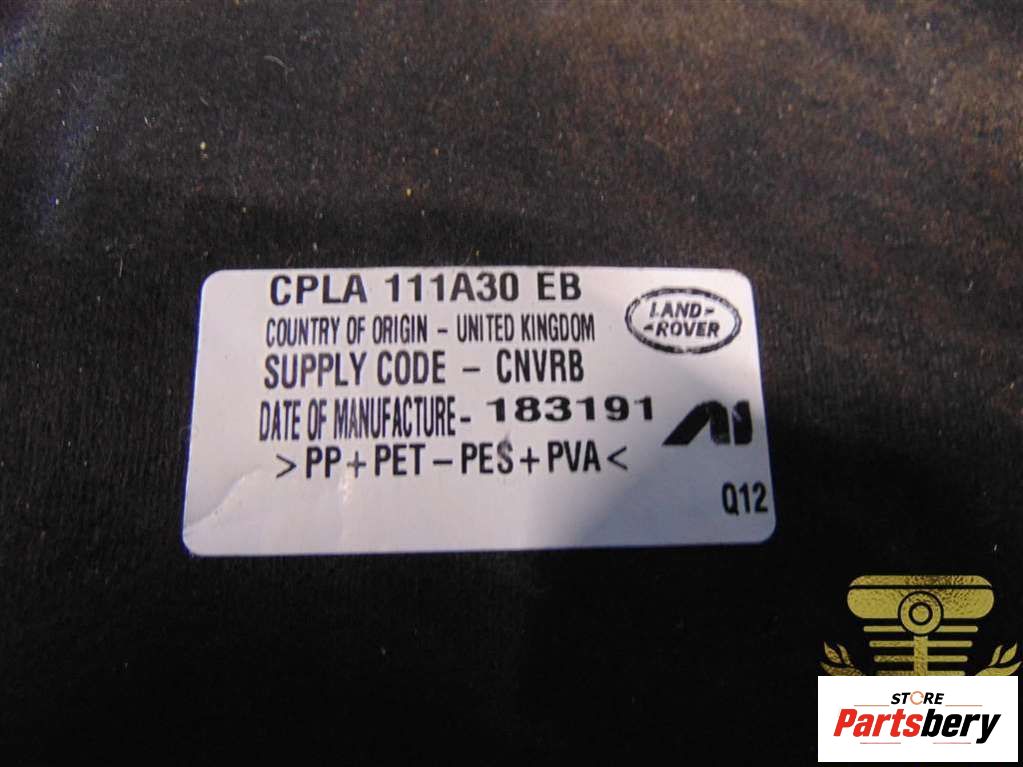 CPLA 111A30 EB
LAND-
-ROVER
COUNTRY OF ORIGIN - UNITED KINGDOM
SUPPLY CODE - CNVRB
DATE OF MANUFACTURE- 183191
>PP+PET-PES+PVA<
Q12
STORE
Partsbery